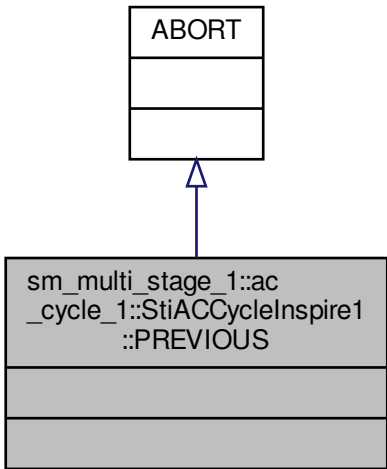 ABORT
sm_multi_stage_1::ac
_cycle_1::StiACCycleInspire1
::PREVIOUS